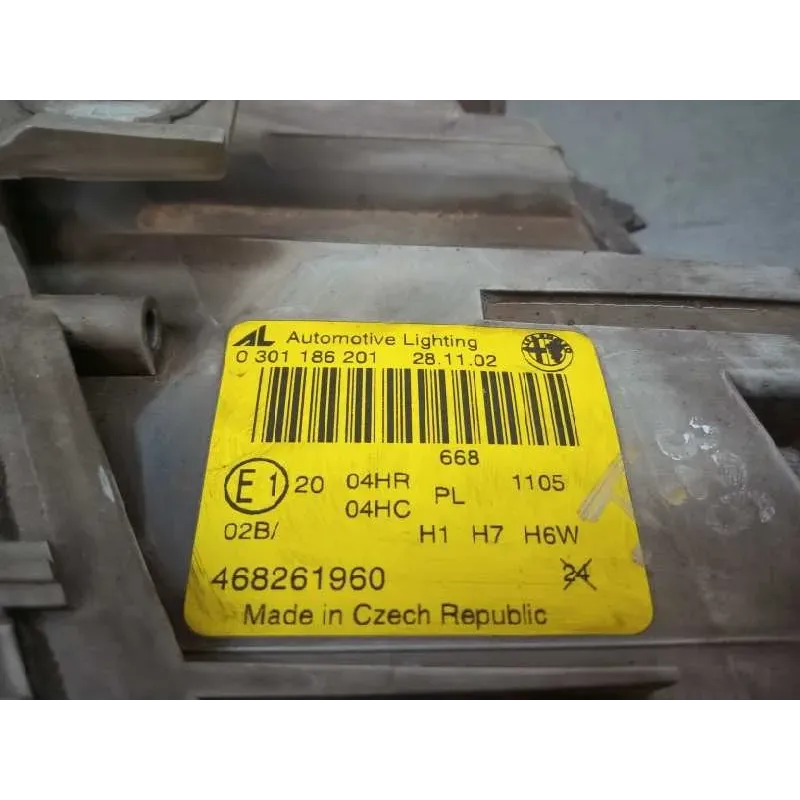 AL Automotive Lighting
0 301 186 201 28.11.02
668
E1 20 04HR PL 1105
04HC
02B/ H1 H7 H6W
468261960 24
Made in Czech Republic